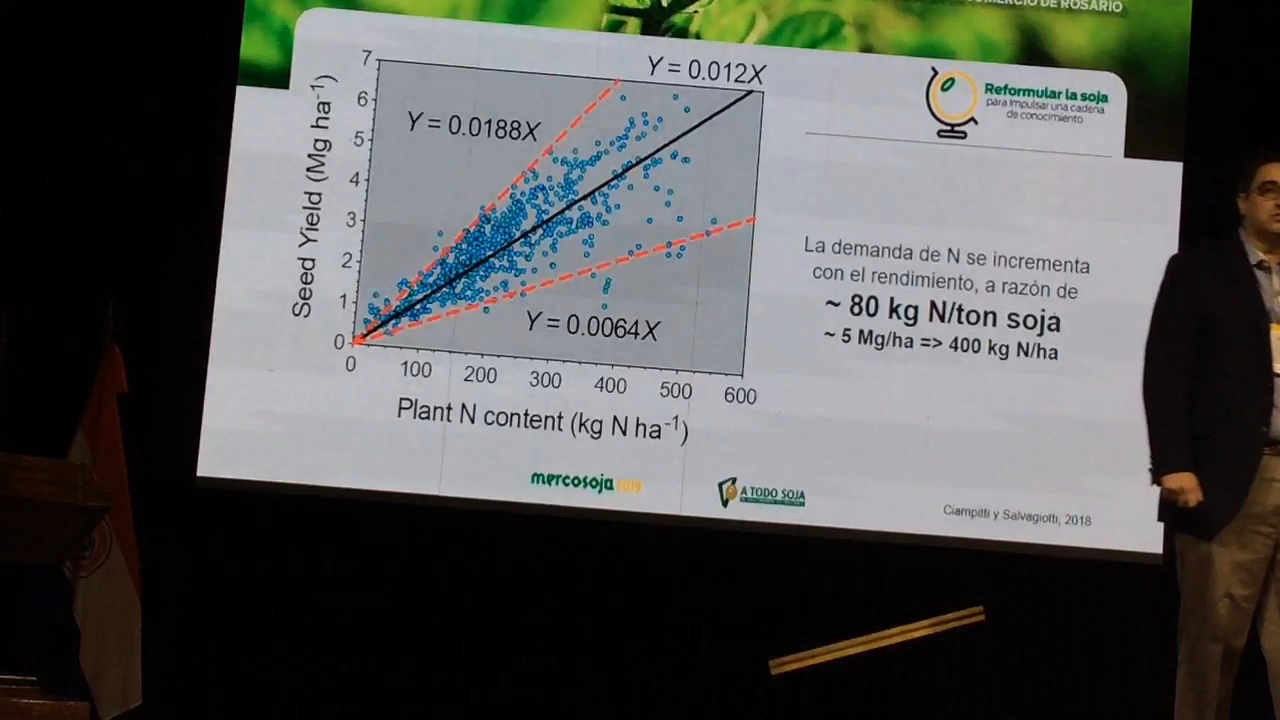 COMERCIO DE ROSARIO
Reformular la soja
para impulsar una cadena
de conocimiento
Y = 0.012X
Y = 0.0188X
Y = 0.0064X
Seed Yield (Mg ha-1)
7
6
5
4
3
2
1
0
0 100 200 300 400 500 600
Plant N content (kg N ha-1)
La demanda de N se incrementa
con el rendimiento, a razón de
~ 80 kg N/ton soja
~ 5 Mg/ha => 400 kg N/ha
mercosoja 2019
A TODO SOJA
Ciampitti y Salvagiotti, 2018